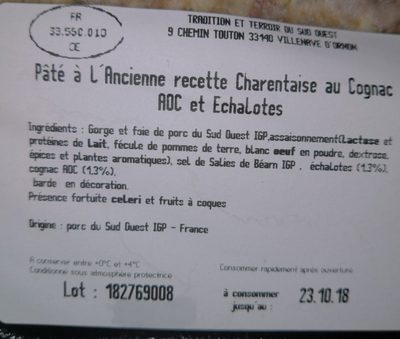 FR
33.550.010
CE
TRADITION ET TERROIR DU SUD OUEST
9 CHEMIN TOUTON 33140 VILLENAVE D'ORNON
Pâté à L'Ancienne recette Charentaise au Cognac
AOC et Echalotes
Ingrédients : Gorge et foie de porc du Sud Ouest IGP,assaisonnement(Lactose et
protéines de Lait, fécule de pommes de terre, blanc oeuf en poudre, dextrose,
épices et plantes aromatiques), sel de Salies de Béarn IGP , échalotes (1.3%),
cognac AOC (1.3%),
barde en décoration.
Présence fortuite celeri et fruits à coques
Origine : porc du Sud Ouest IGP - France
A conserver entre +0°C et +4°C
Conditionné sous atmosphère protectrice
Consommer rapidement après ouverture
Lot : 182769008
à consommer
jusqu'au :
23.10.18